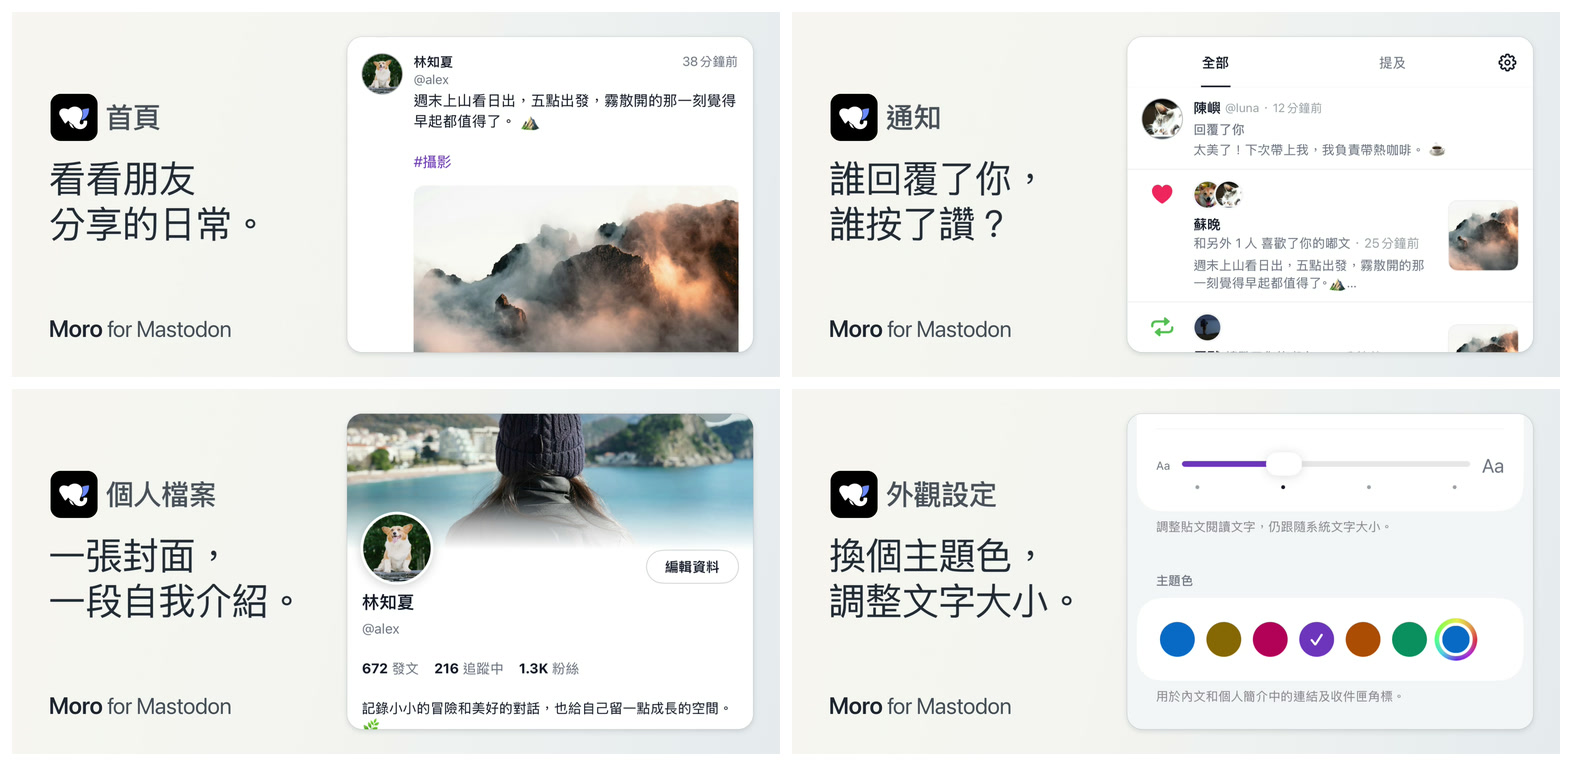 首頁
看看朋友
分享的日常。
Moro for Mastodon
林知夏
38 分鐘前
@alex
週末上山看日出，五點出發，霧散開的那一刻覺得
早起都值得了。⛰️
#攝影
通知
誰回覆了你，
誰按了讚？
Moro for Mastodon
全部
提及
陳嶼 @luna · 12 分鐘前
回覆了你
太美了！下次帶上我，我負責帶熱咖啡。☕
蘇晚
和另外 1 人 喜歡了你的嘟文 · 25 分鐘前
週末上山看日出，五點出發，霧散開的那
一刻覺得早起都值得了。⛰️...
個人檔案
一張封面，
一段自我介紹。
Moro for Mastodon
編輯資料
林知夏
@alex
672 發文 216 追蹤中 1.3K 粉絲
記錄小小的冒險和美好的對話，也給自己留一點成長的空間。
🌿
外觀設定
換個主題色，
調整文字大小。
Moro for Mastodon
Aa
Aa
調整貼文閱讀文字，仍跟隨系統文字大小。
主題色
用於內文和個人簡介中的連結及收件匣角標。